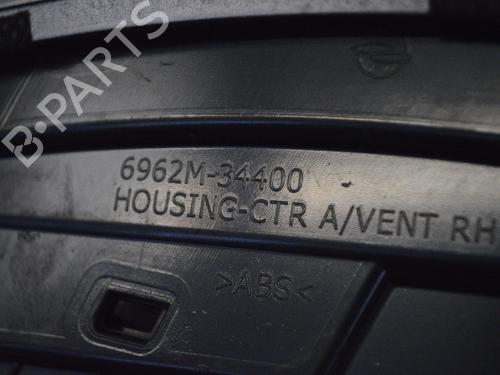 B-PARTS
6962M-34400
HOUSING-CTR A/VENT RH
>ABS<